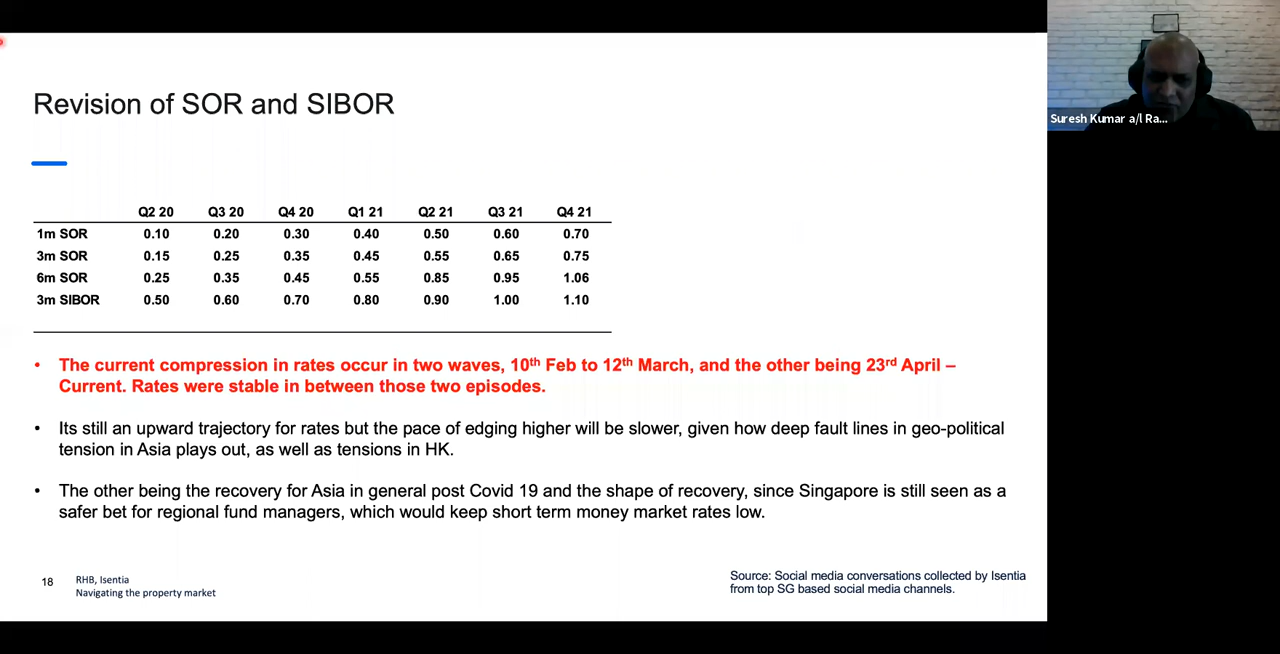 Revision of SOR and SIBOR
Q2 20 Q3 20 Q4 20 Q1 21 Q2 21 Q3 21 Q4 21
1m SOR 0.10 0.20 0.30 0.40 0.50 0.60 0.70
3m SOR 0.15 0.25 0.35 0.45 0.55 0.65 0.75
6m SOR 0.25 0.35 0.45 0.55 0.85 0.95 1.06
3m SIBOR 0.50 0.60 0.70 0.80 0.90 1.00 1.10
• The current compression in rates occur in two waves, 10th Feb to 12th March, and the other being 23rd April –
Current. Rates were stable in between those two episodes.
• Its still an upward trajectory for rates but the pace of edging higher will be slower, given how deep fault lines in geo-political
tension in Asia plays out, as well as tensions in HK.
• The other being the recovery for Asia in general post Covid 19 and the shape of recovery, since Singapore is still seen as a
safer bet for regional fund managers, which would keep short term money market rates low.
18
RHB, Isentia
Navigating the property market
Source: Social media conversations collected by Isentia
from top SG based social media channels.
Suresh Kumar a/l Ra...